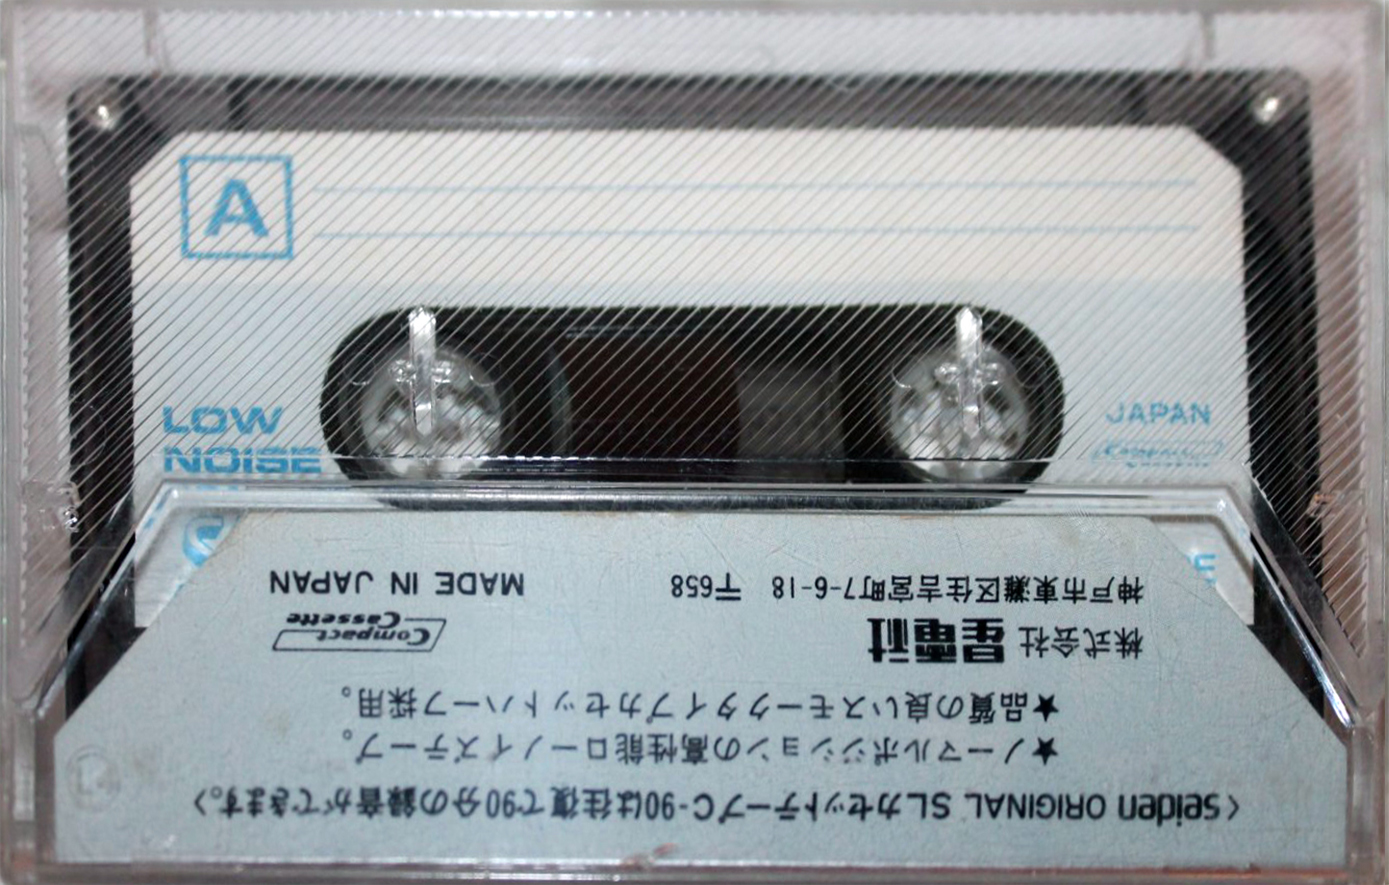 A
LOW
NOISE
JAPAN
〈seiden ORIGINAL SLカセットテープC-90は往復で90分の録音ができます。〉
★ノーマルポジションの高性能ローノイズテープ。
★品質の良いスモークタイプカセットハーフ採用。
株式会社 星電社
Compact Cassette
神戸市東灘区住吉宮町7-6-18 〒658
MADE IN JAPAN